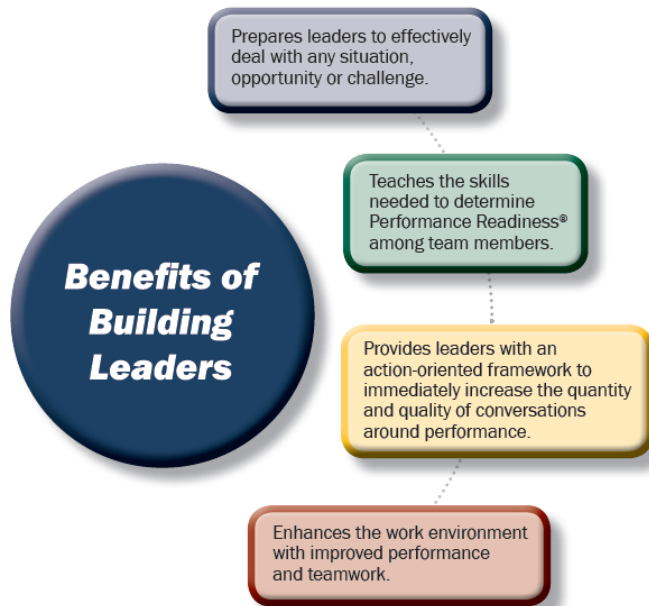 Prepares leaders to effectively
deal with any situation,
opportunity or challenge.
Teaches the skills
needed to determine
Performance Readiness®
among team members.
Benefits of
Building
Leaders
Provides leaders with an
action-oriented framework to
immediately increase the quantity
and quality of conversations
around performance.
Enhances the work environment
with improved performance
and teamwork.